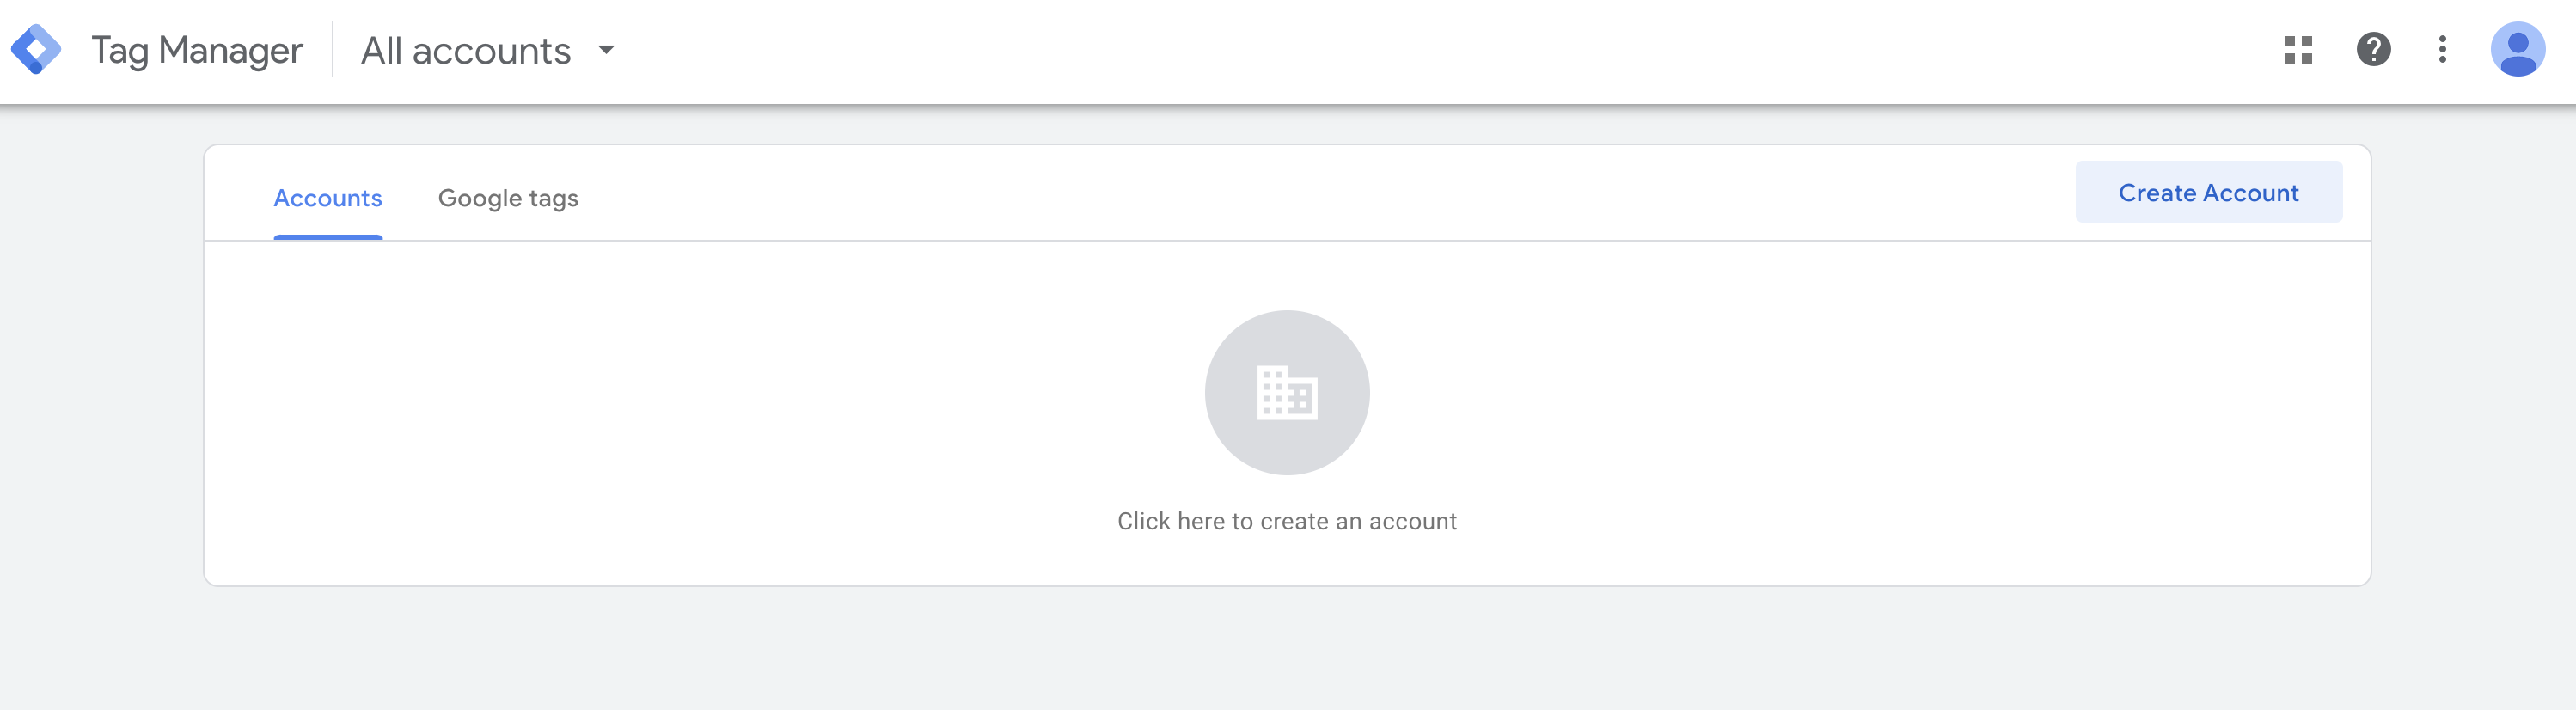 Tag Manager
All accounts
Accounts
Google tags
Create Account
Click here to create an account